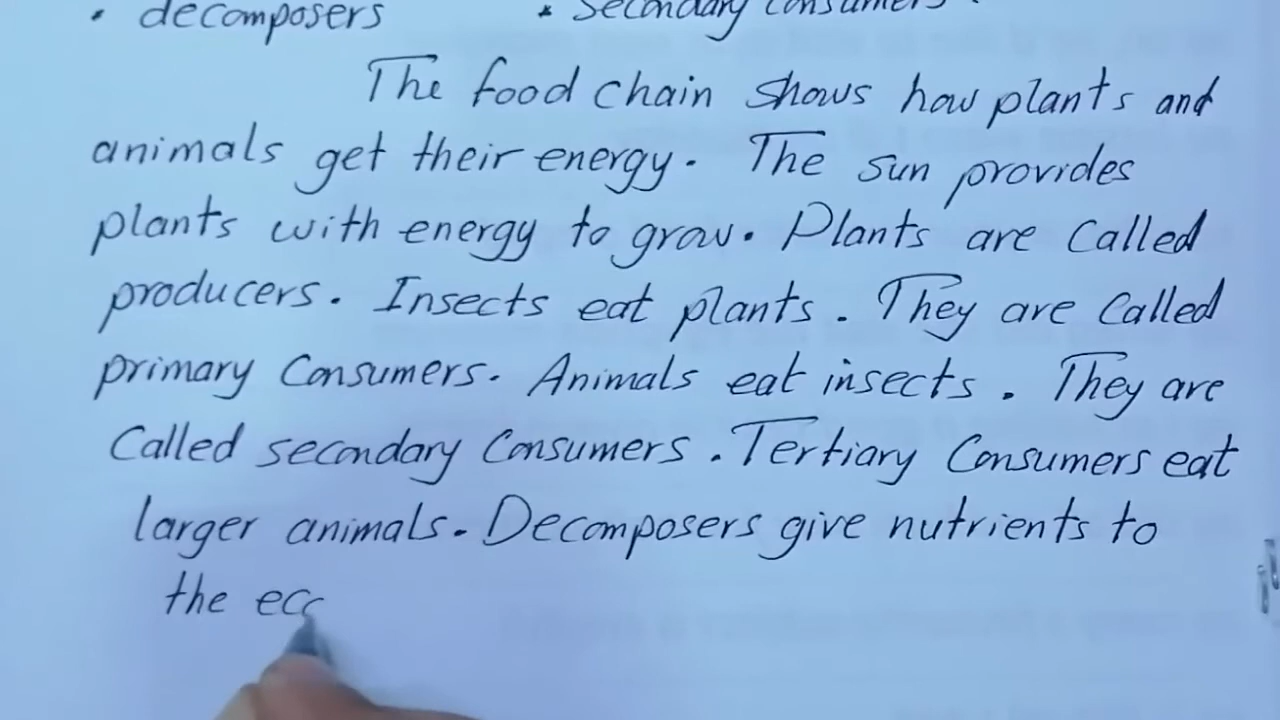 • decomposers * Secondary Consumers.
The food chain shows how plants and
animals get their energy. The sun provides
plants with energy to grow. Plants are Called
producers. Insects eat plants. They are Called
primary Consumers. Animals eat insects. They are
Called secondary Consumers. Tertiary Consumers eat
larger animals. Decomposers give nutrients to
the ec